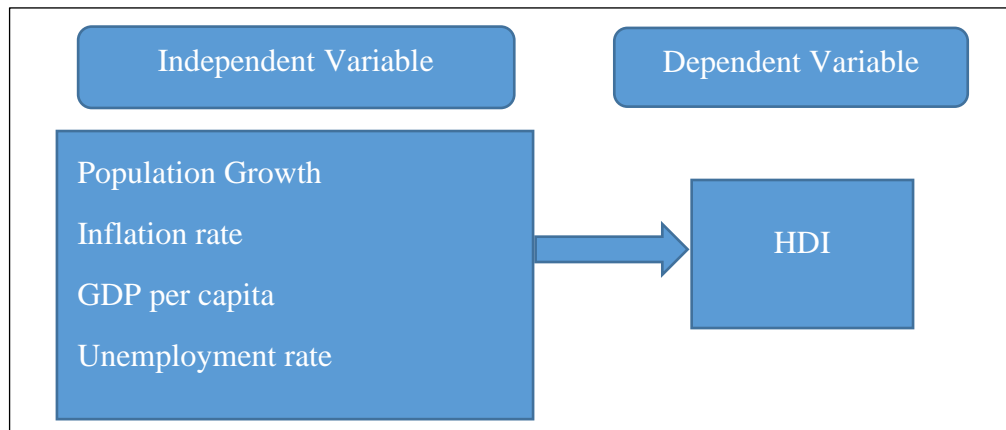 Independent Variable
Dependent Variable
Population Growth
Inflation rate
GDP per capita
Unemployment rate
HDI